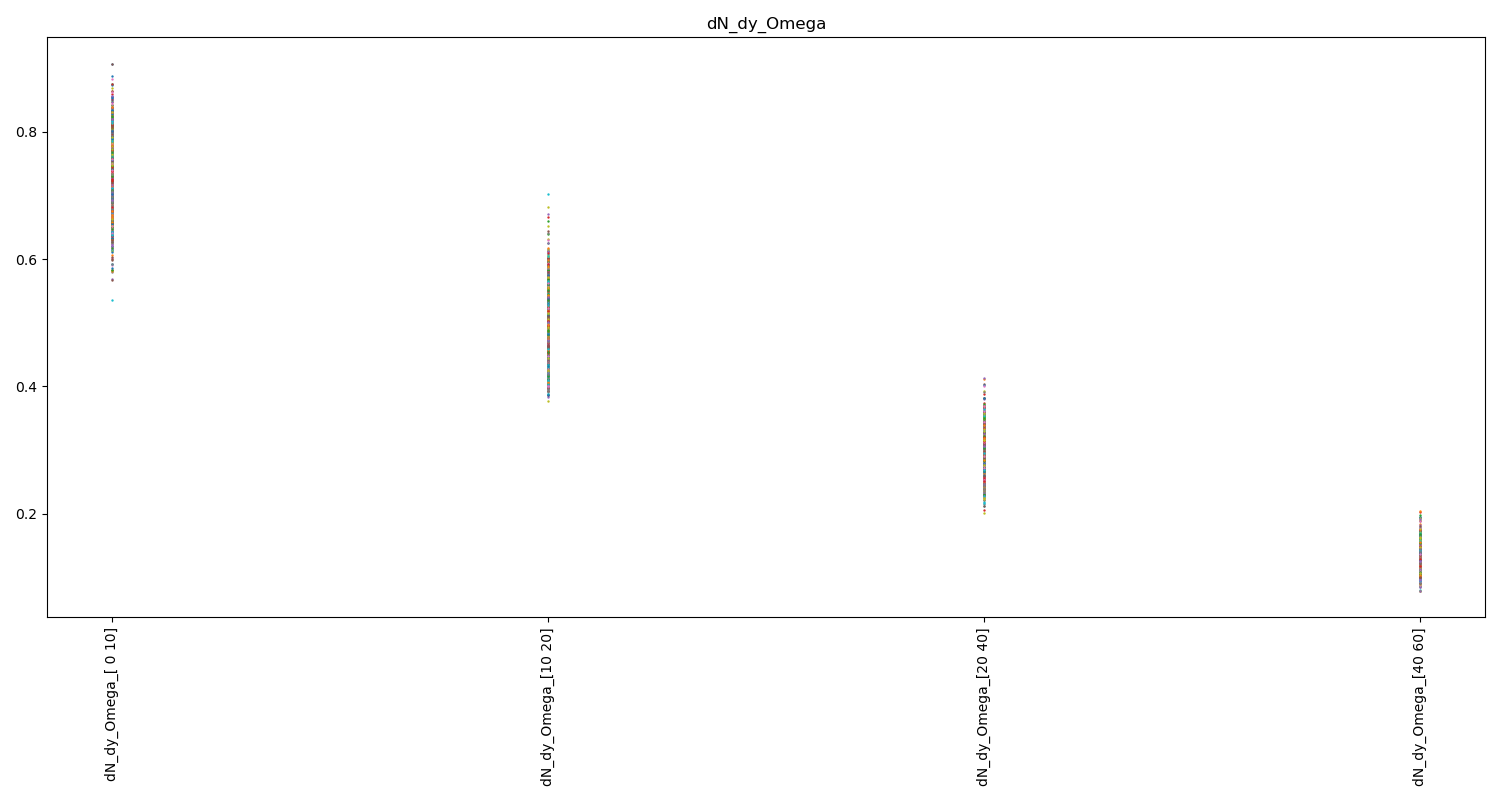 dN_dy_Omega
0.8
0.6
0.4
0.2
dN_dy_Omega_[ 0 10]
dN_dy_Omega_[10 20]
dN_dy_Omega_[20 40]
dN_dy_Omega_[40 60]